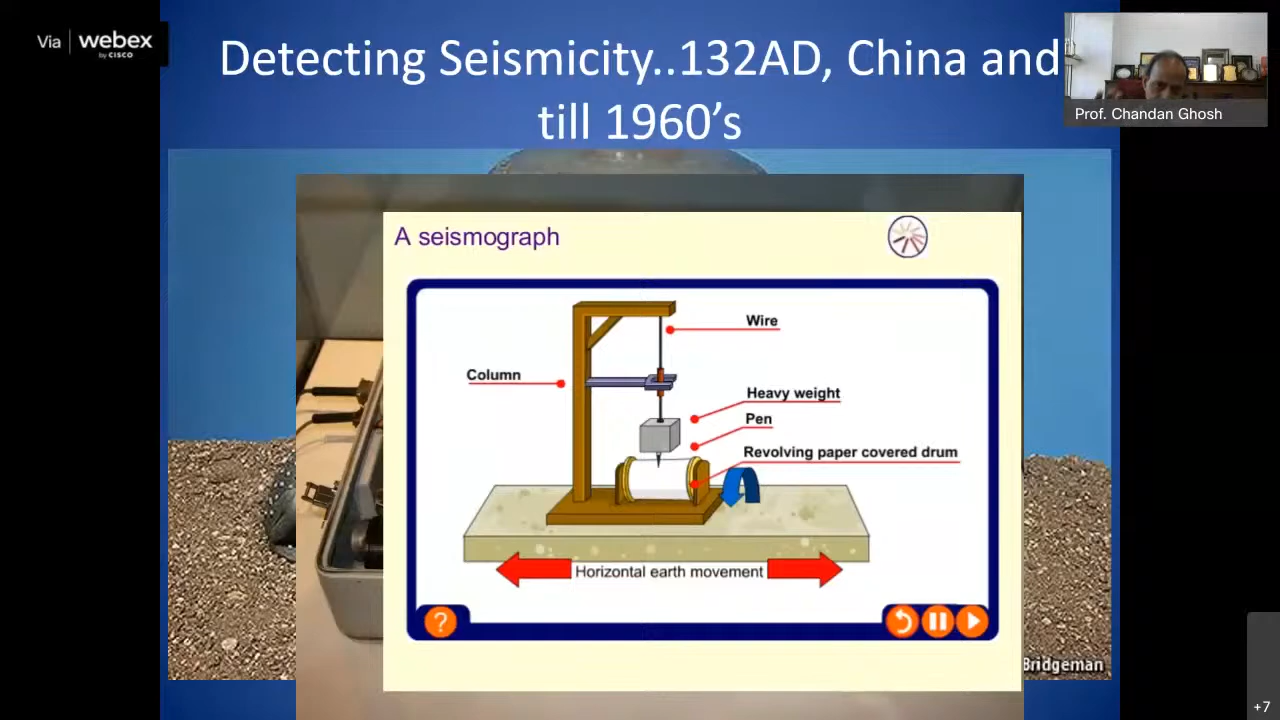 Via webex
by CISCO
Detecting Seismicity..132AD, China and
till 1960’s
Prof. Chandan Ghosh
A seismograph
Wire
Column
Heavy weight
Pen
Revolving paper covered drum
Horizontal earth movement
?
Bridgeman
+7